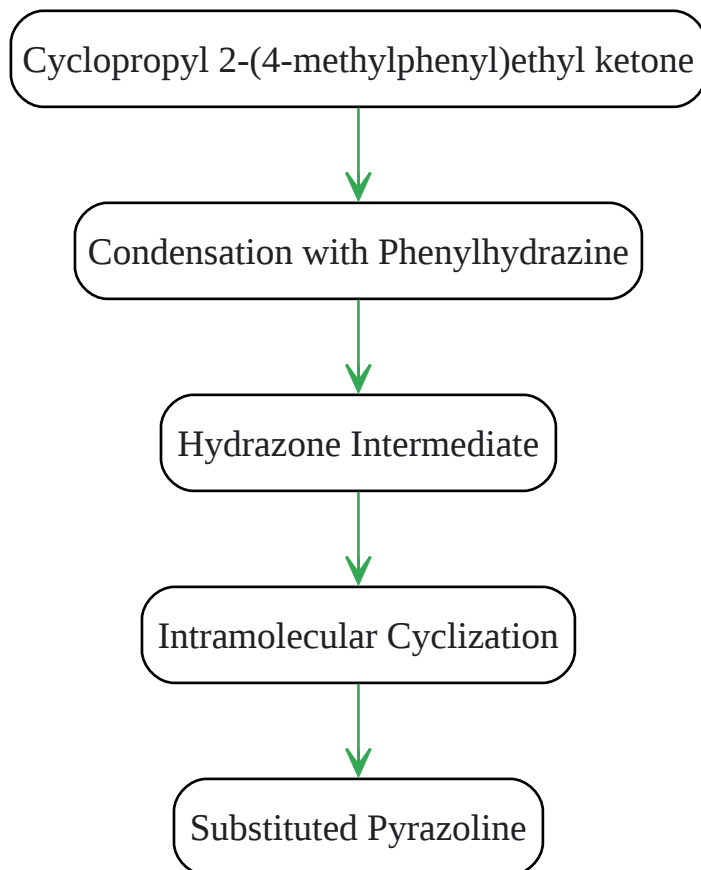 Cyclopropyl 2-(4-methylphenyl)ethyl ketone
Condensation with Phenylhydrazine
Hydrazone Intermediate
Intramolecular Cyclization
Substituted Pyrazoline